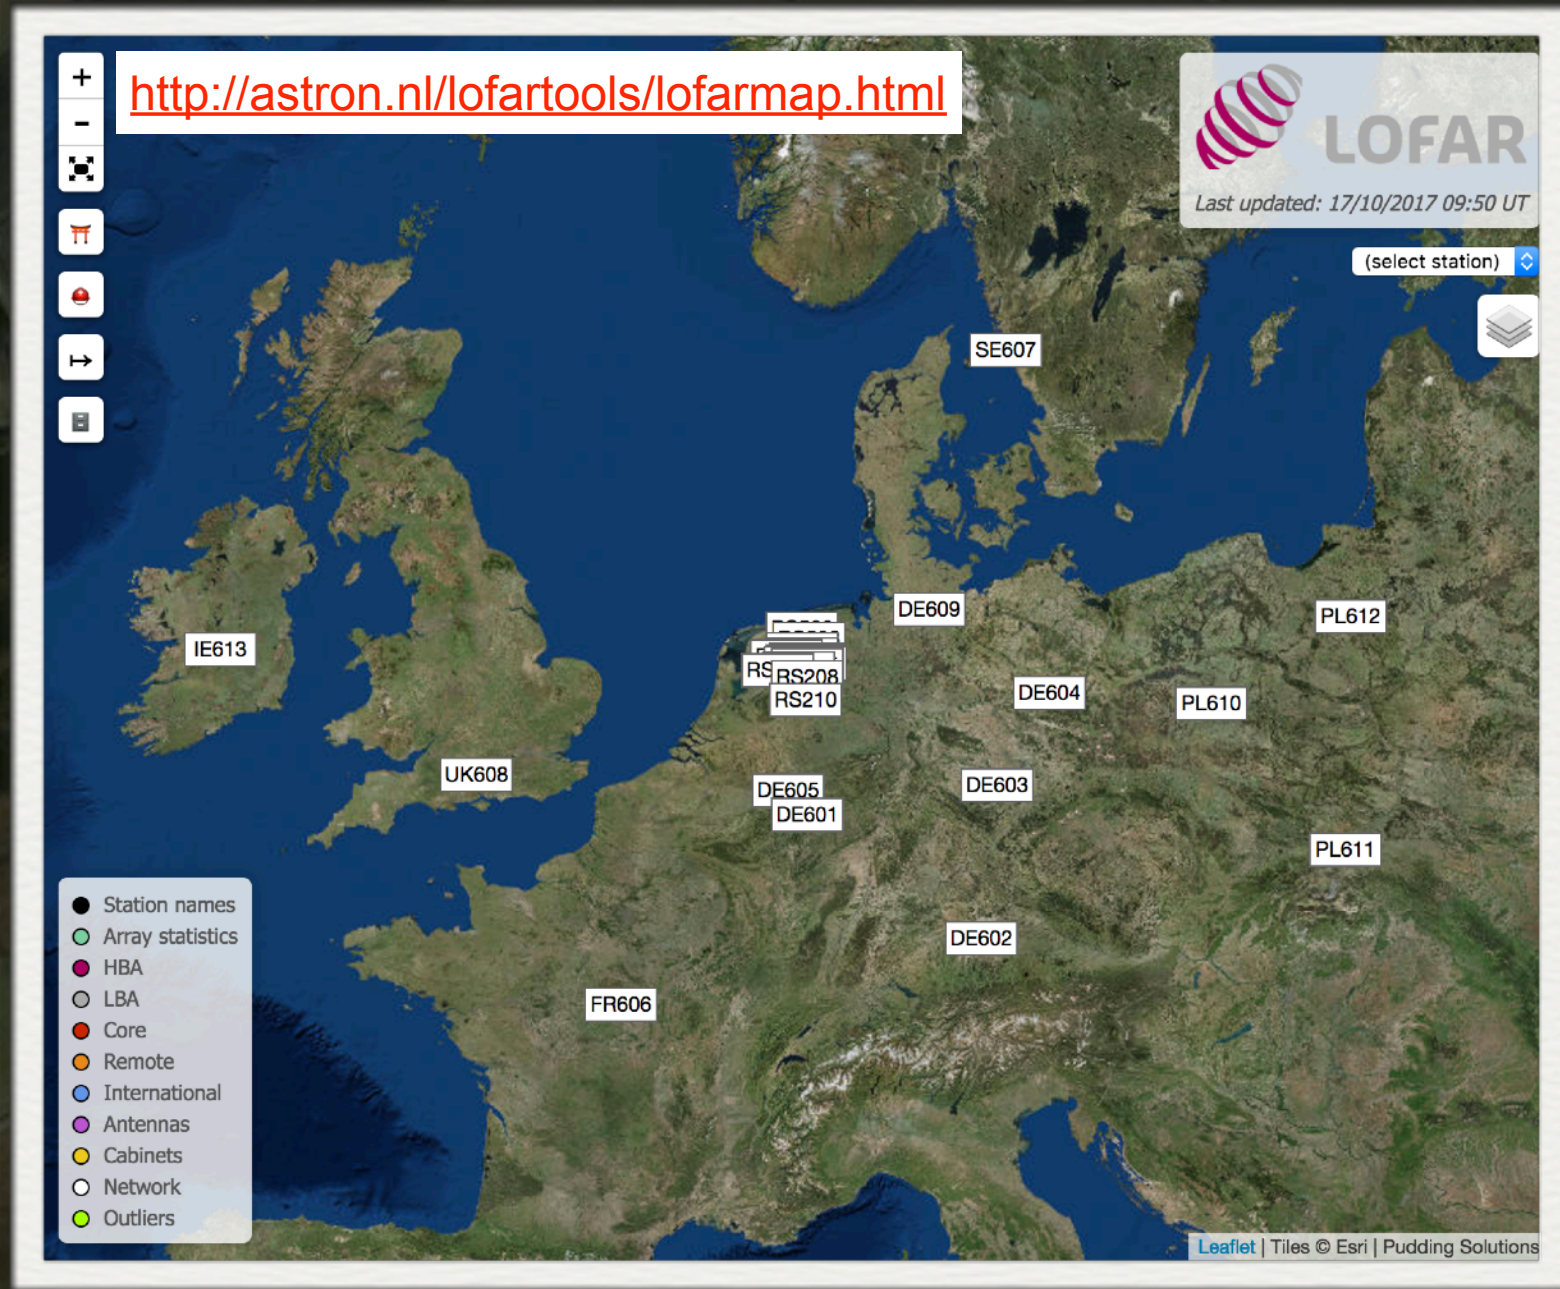 +
http://astron.nl/lofartools/lofarmap.html
-
LOFAR
Last updated: 17/10/2017 09:50 UT
(select station)
SE607
DE609
PL612
IE613
RS208
RS210
DE604
PL610
UK608
DE605
DE603
DE601
PL611
DE602
FR606
Station names
Array statistics
HBA
LBA
Core
Remote
International
Antennas
Cabinets
Network
Outliers
Leaflet | Tiles © Esri | Pudding Solutions